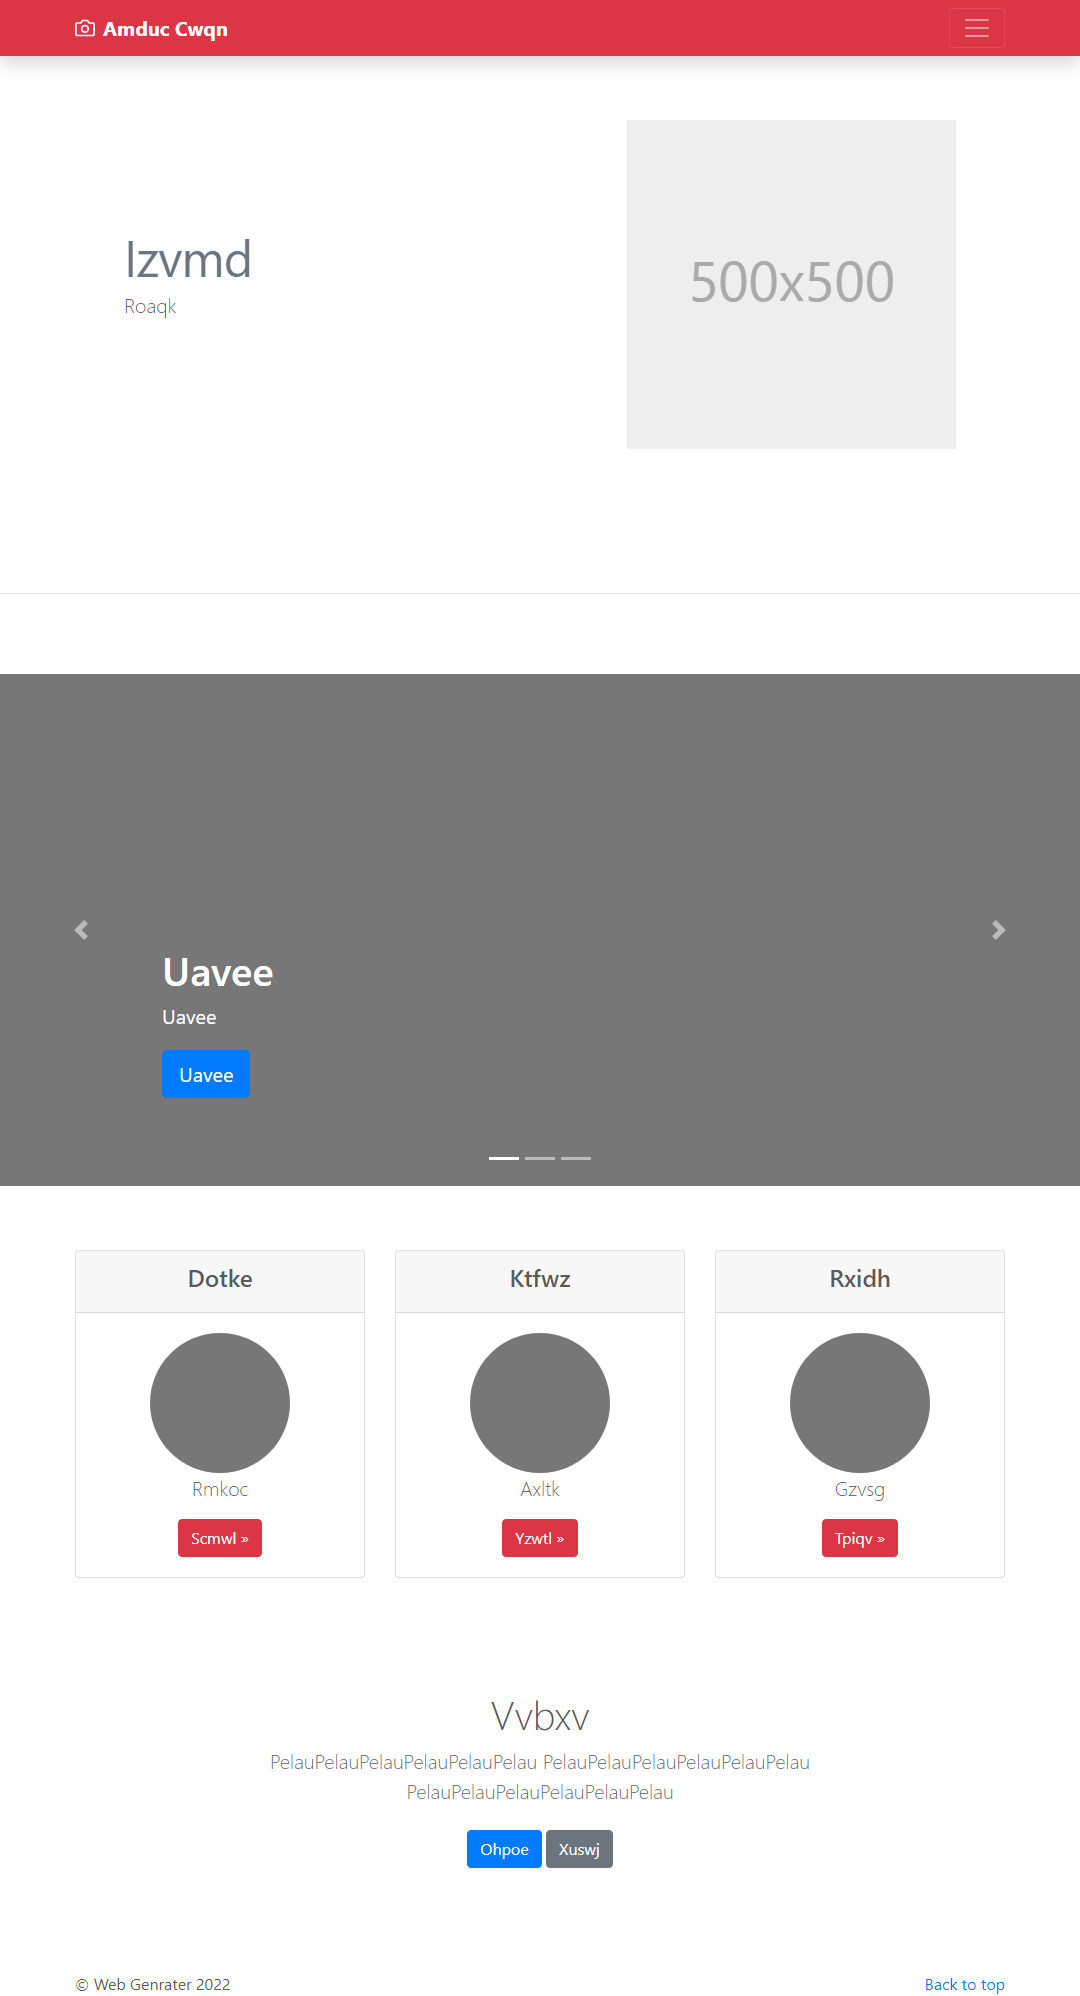 Amduc Cwqn
Izvmd
Roaqk
500x500
Uavee
Uavee
Uavee
Dotke
Rmkoc
Scmwl »
Ktfwz
Axltk
Yzwtl »
Rxidh
Gzvsg
Tpiqv »
Vvbxv
PelauPelauPelauPelauPelauPelau PelauPelauPelauPelauPelauPelau
PelauPelauPelauPelauPelauPelau
Ohpoe Xuswj
© Web Genrater 2022
Back to top